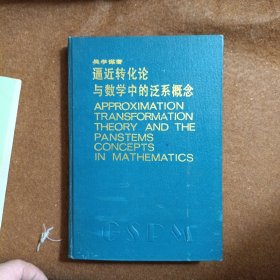 吴学谋著
逼近转化论
与数学中的泛系概念
APPROXIMATION
TRANSFORMATION
THEORY AND THE
PANSTEMS
CONCEPTS
IN MATHEMATICS